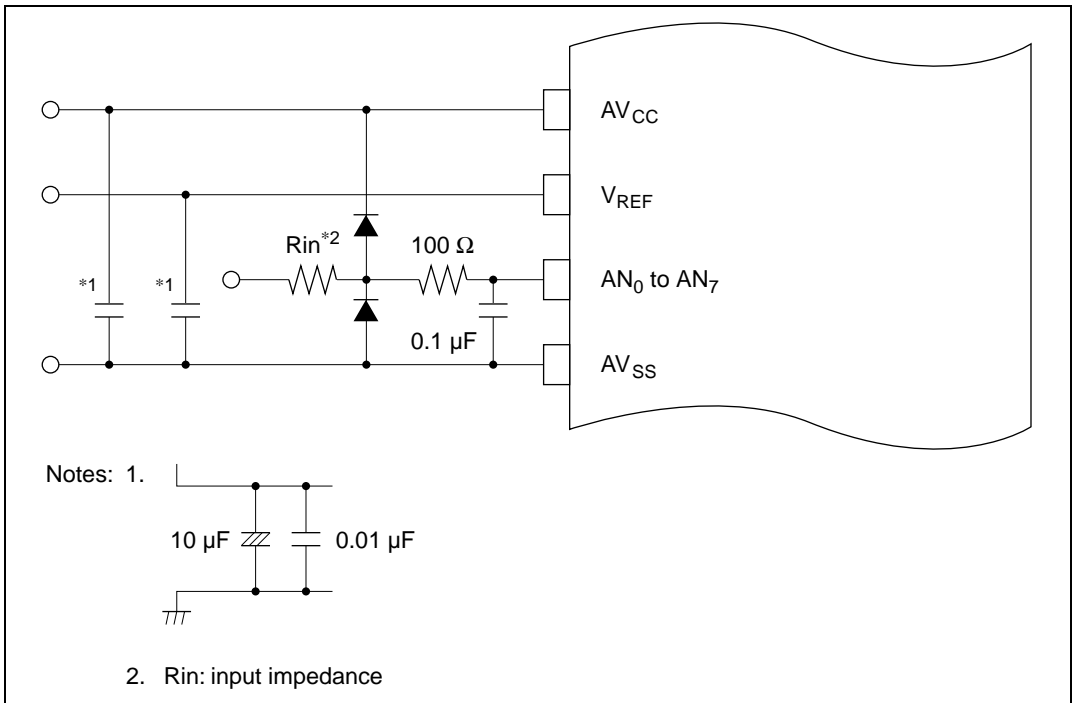 AVCC
VREF
Rin*2
100 Ω
*1
*1
AN0 to AN7
0.1 µF
AVSS
Notes: 1.
10 µF
0.01 µF
2. Rin: input impedance